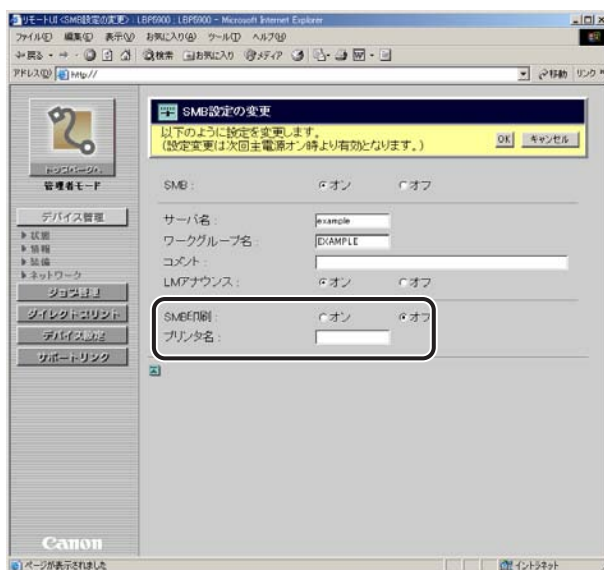 リモートUI <SMB設定の変更> : LBP5900 : LBP5900 - Microsoft Internet Explorer
ファイル(F) 編集(E) 表示(V) お気に入り(A) ツール(T) ヘルプ(H)
戻る 検索 お気に入り メディア
アドレス(D) http:// 移動 リンク
SMB設定の変更
以下のように設定を変更します。
(設定変更は次回主電源オン時より有効となります。)
OK キャンセル
トップページへ
管理者モード
デバイス管理
状態
情報
装備
ネットワーク
ジョブ管理
ダイレクトプリント
デバイス設定
サポートリンク
SMB : オン オフ
サーバ名 : example
ワークグループ名 : EXAMPLE
コメント :
LMアナウンス : オン オフ
SMB印刷 : オン オフ
プリンタ名 :
Canon
ページが表示されました
イントラネット